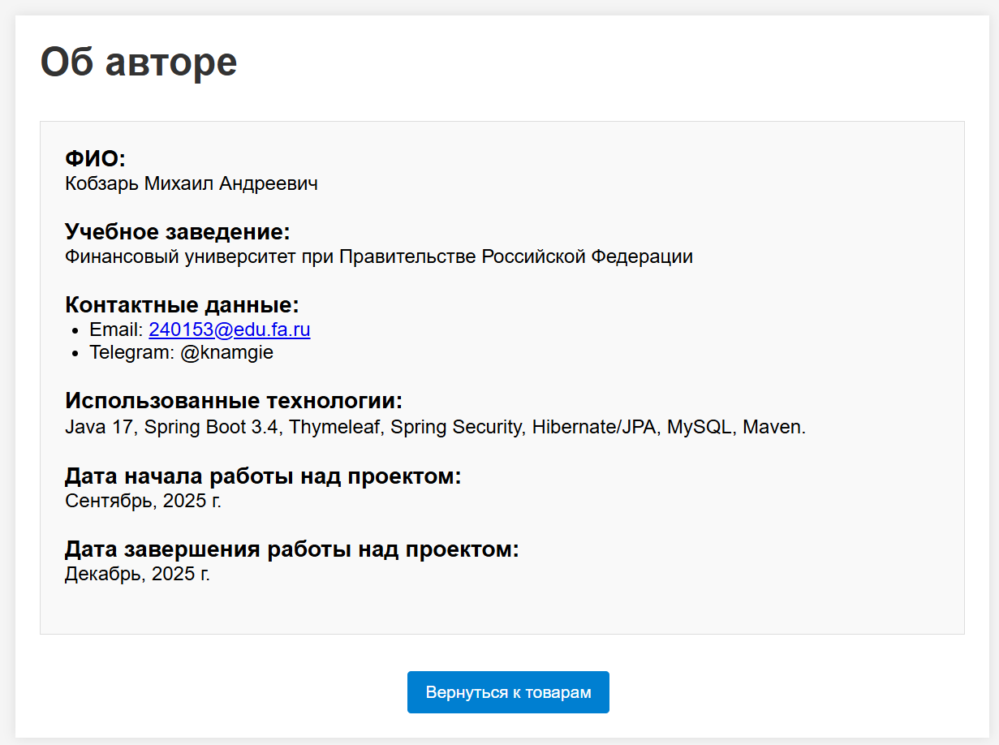 Об авторе
ФИО:
Кобзарь Михаил Андреевич
Учебное заведение:
Финансовый университет при Правительстве Российской Федерации
Контактные данные:
• Email: 240153@edu.fa.ru
• Telegram: @knamgie
Использованные технологии:
Java 17, Spring Boot 3.4, Thymeleaf, Spring Security, Hibernate/JPA, MySQL, Maven.
Дата начала работы над проектом:
Сентябрь, 2025 г.
Дата завершения работы над проектом:
Декабрь, 2025 г.
Вернуться к товарам